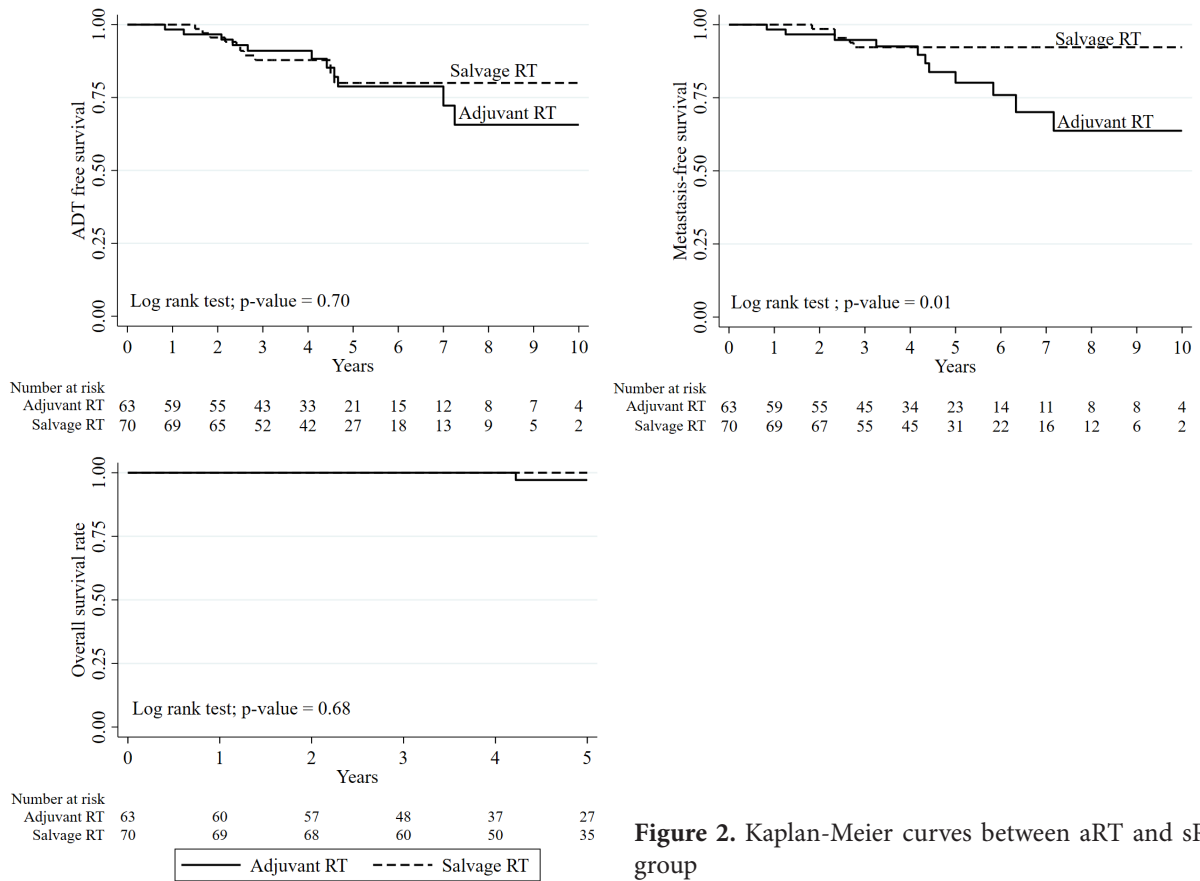 ADT free survival
0.00 0.25 0.50 0.75 1.00
Salvage RT
Adjuvant RT
Log rank test; p-value = 0.70
0 1 2 3 4 5 6 7 8 9 10
Years
Number at risk
Adjuvant RT 63 59 55 43 33 21 15 12 8 7 4
Salvage RT 70 69 65 52 42 27 18 13 9 5 2
Metastasis-free survival
0.00 0.25 0.50 0.75 1.00
Salvage RT
Adjuvant RT
Log rank test ; p-value = 0.01
0 1 2 3 4 5 6 7 8 9 10
Years
Number at risk
Adjuvant RT 63 59 55 45 34 23 14 11 8 8 4
Salvage RT 70 69 67 55 45 31 22 16 12 6 2
Overall survival rate
0.00 0.25 0.50 0.75 1.00
Log rank test; p-value = 0.68
0 1 2 3 4 5
Years
Number at risk
Adjuvant RT 63 60 57 48 37 27
Salvage RT 70 69 68 60 50 35
Adjuvant RT Salvage RT
Figure 2. Kaplan-Meier curves between aRT and
group